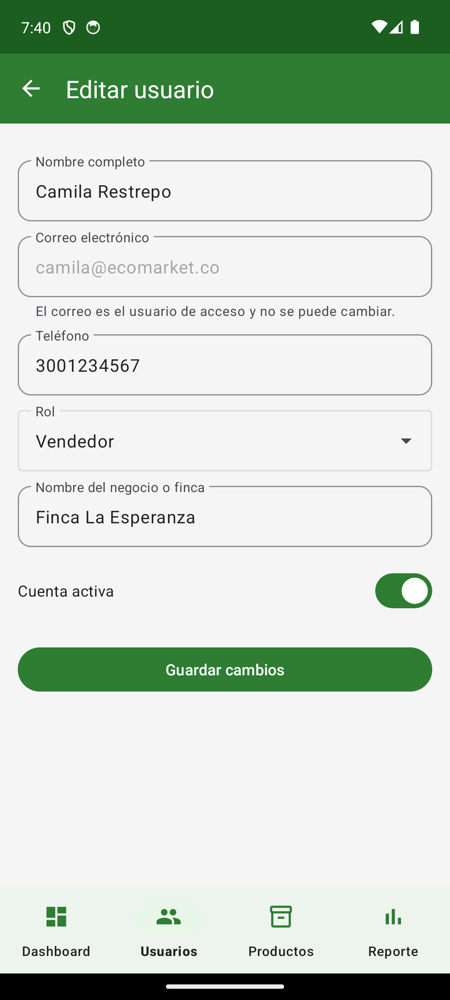 7:40
Editar usuario
Nombre completo
Camila Restrepo
Correo electrónico
camila@ecomarket.co
El correo es el usuario de acceso y no se puede cambiar.
Teléfono
3001234567
Rol
Vendedor
Nombre del negocio o finca
Finca La Esperanza
Cuenta activa
Guardar cambios
Dashboard
Usuarios
Productos
Reporte